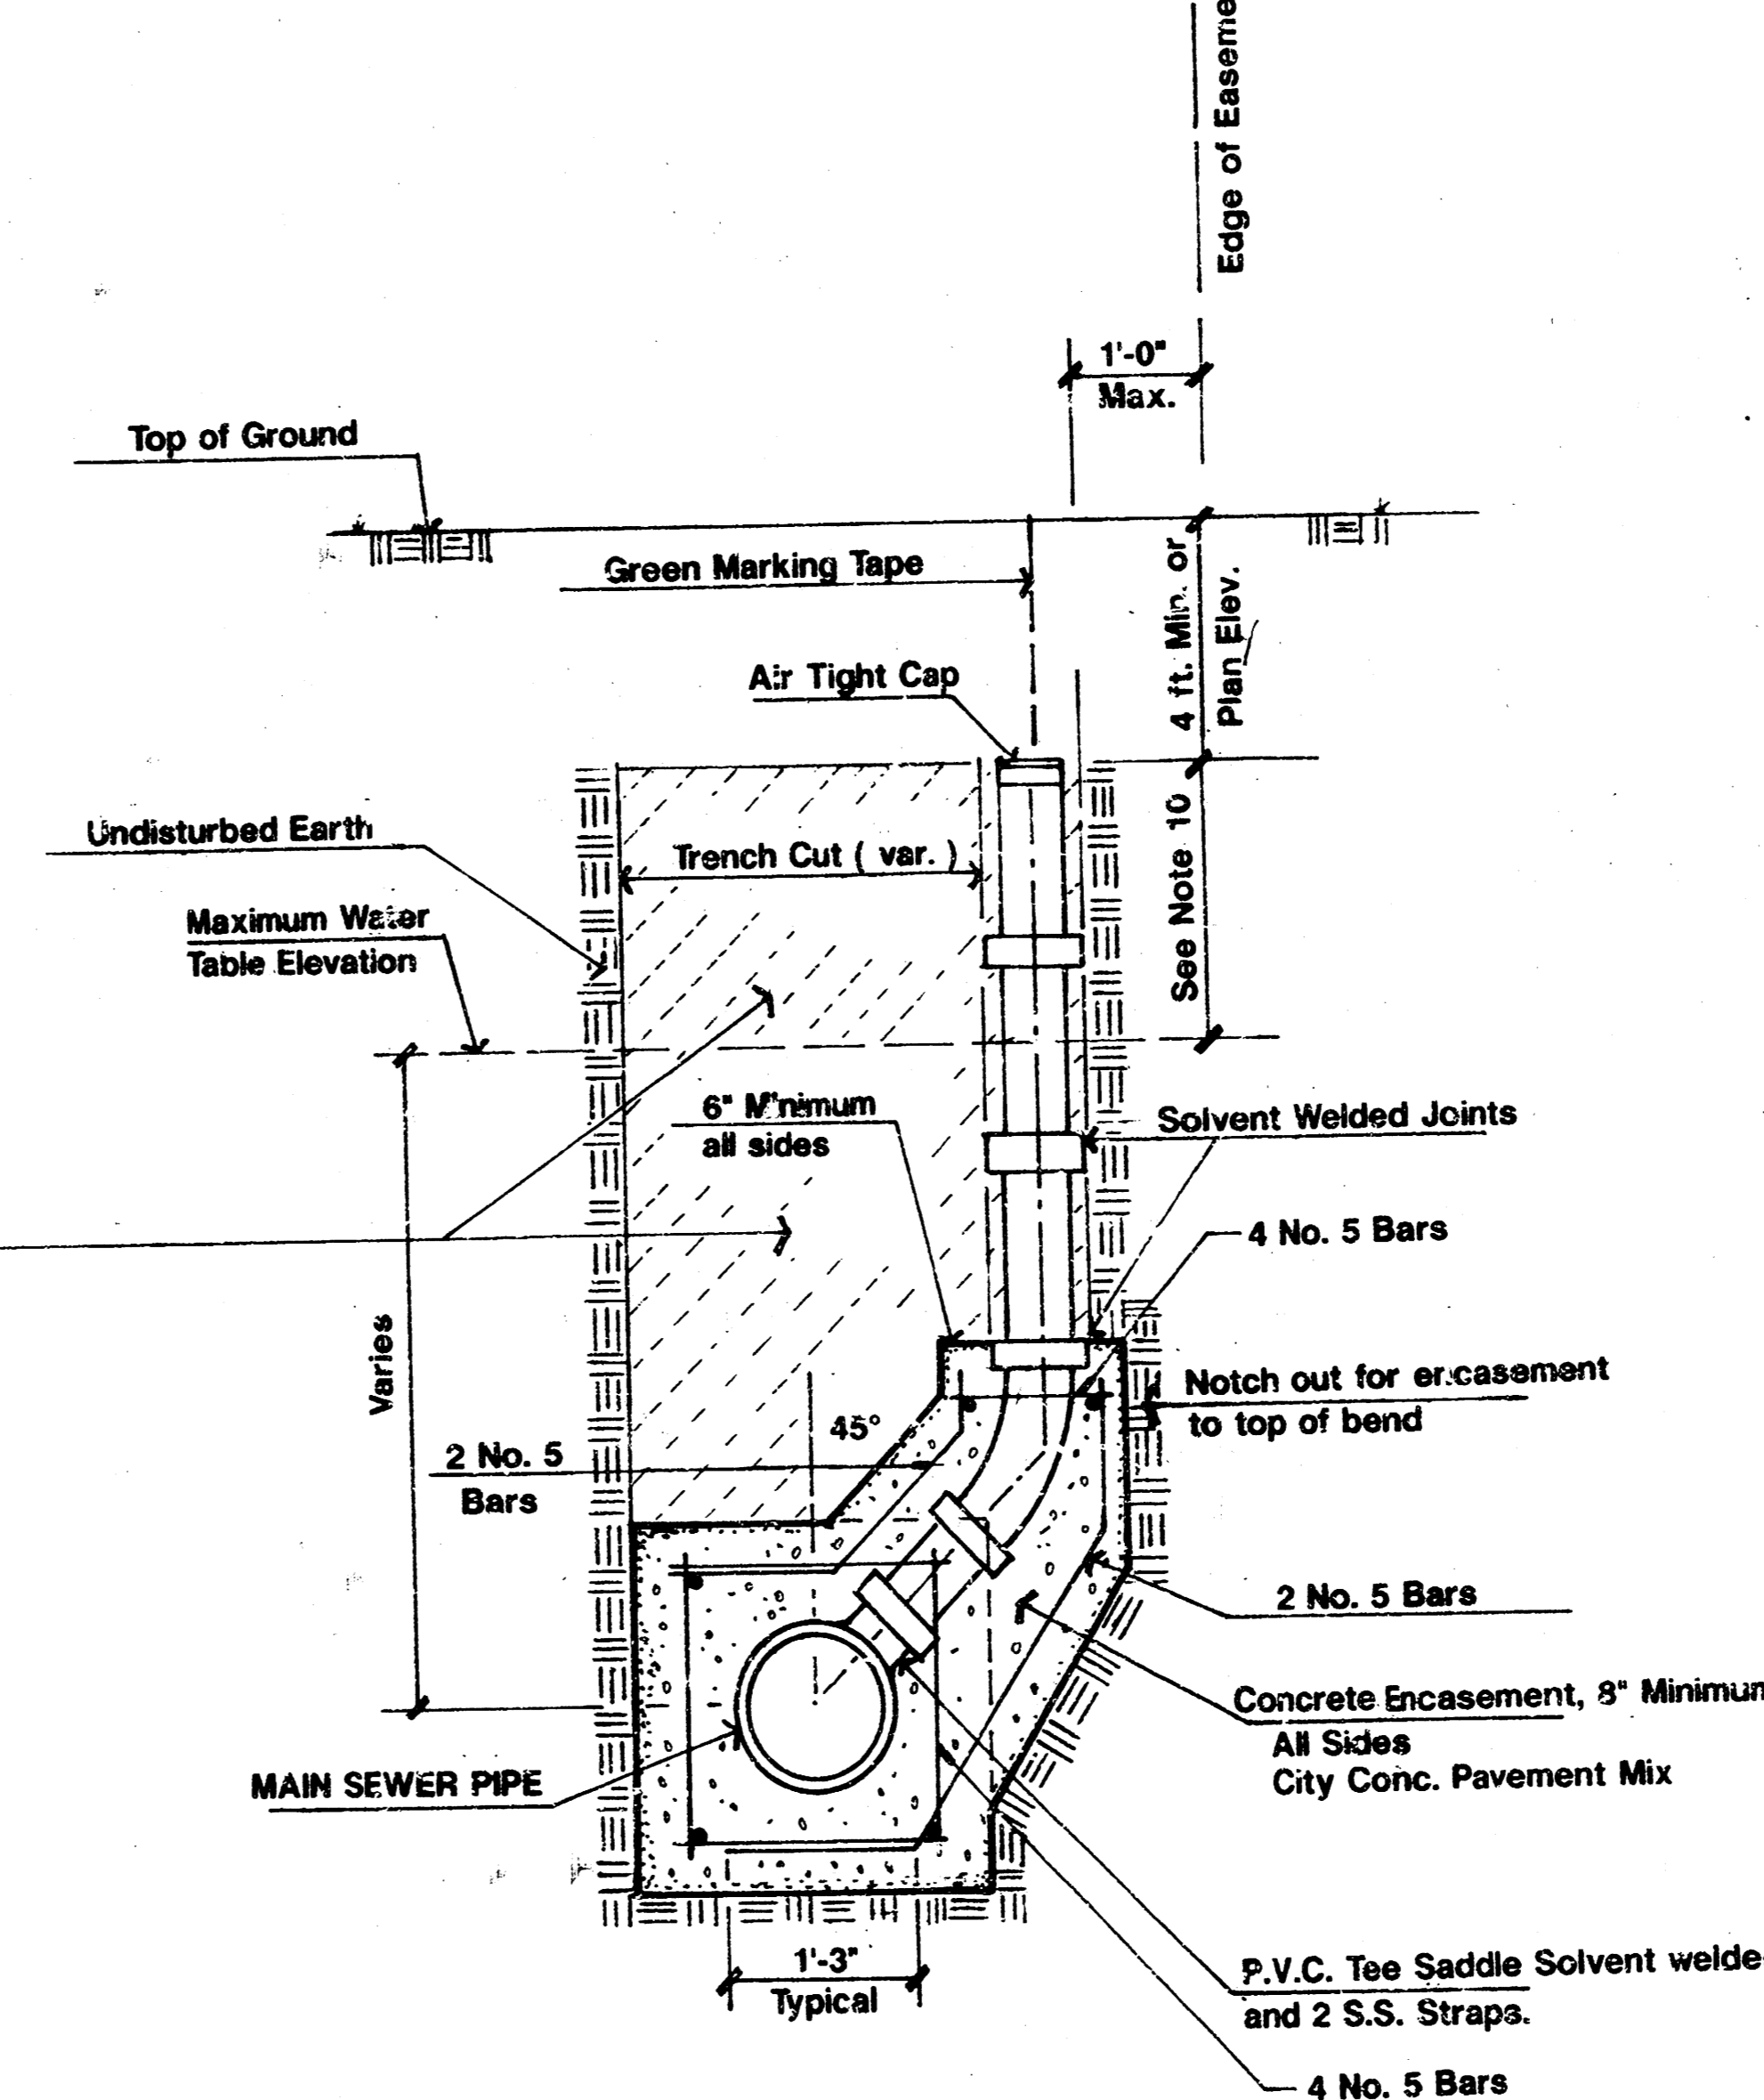 Edge of Easeme
1'-0"
Max.
Top of Ground
Green Marking Tape
4 ft. Min. or
Plan Elev.
Air Tight Cap
Undisturbed Earth
Trench Cut ( var. )
See Note 10
Maximum Water
Table Elevation
6" Minimum
all sides
Solvent Welded Joints
4 No. 5 Bars
Varies
Notch out for encasement
to top of bend
45°
2 No. 5
Bars
2 No. 5 Bars
Concrete Encasement, 8" Minimum
All Sides
City Conc. Pavement Mix
MAIN SEWER PIPE
1'-3"
Typical
P.V.C. Tee Saddle Solvent welde
and 2 S.S. Straps.
4 No. 5 Bars